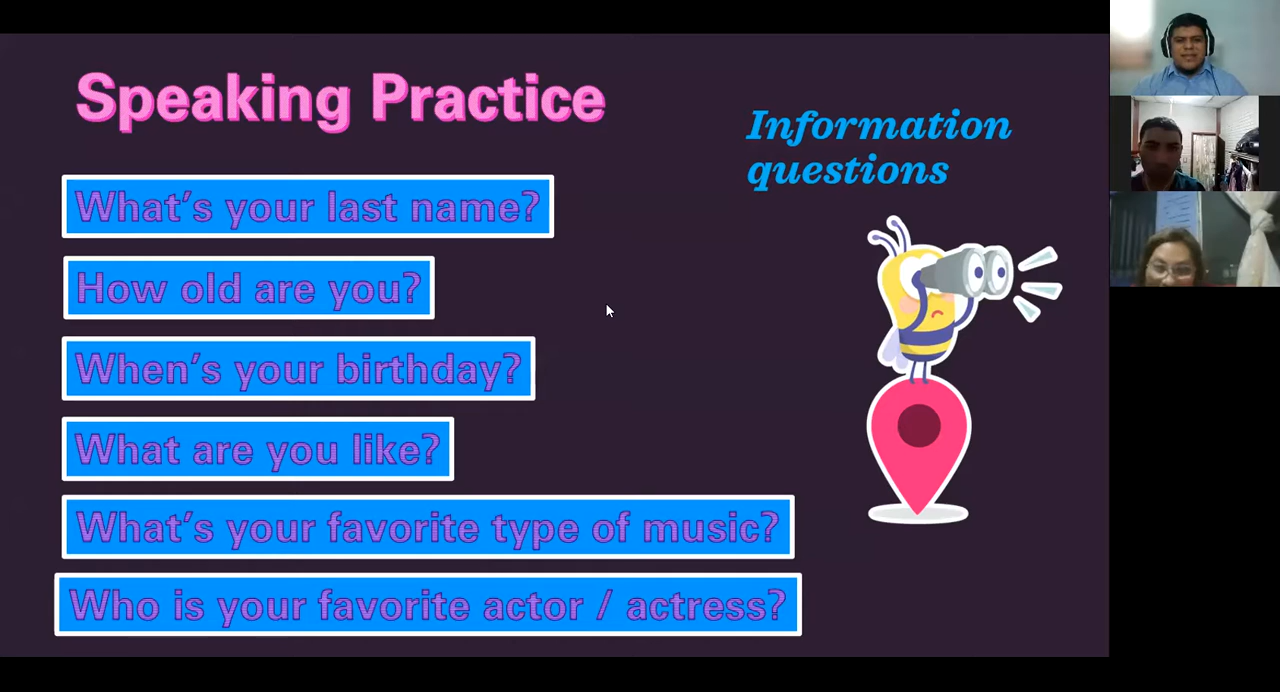 Speaking Practice
Information
questions
What's your last name?
How old are you?
When's your birthday?
What are you like?
What's your favorite type of music?
Who is your favorite actor / actress?